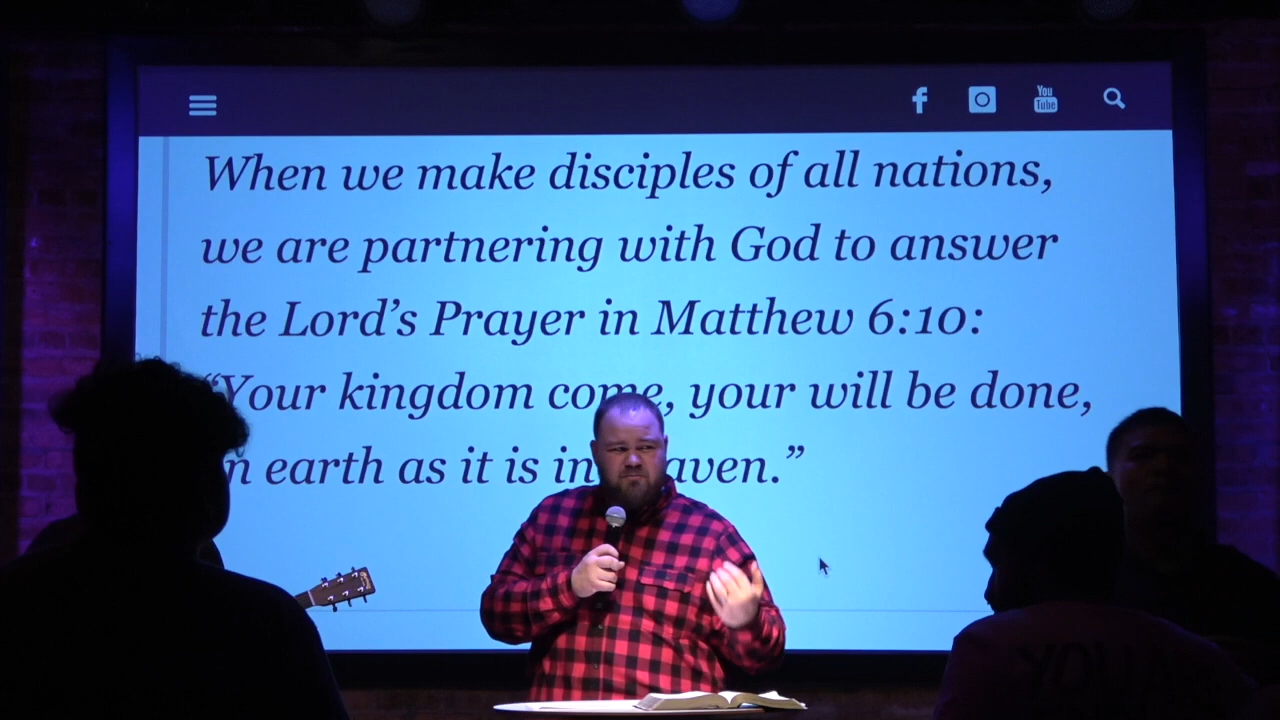 You
Tube
When we make disciples of all nations,
we are partnering with God to answer
the Lord's Prayer in Matthew 6:10:
“Your kingdom come, your will be done,
earth as it is in